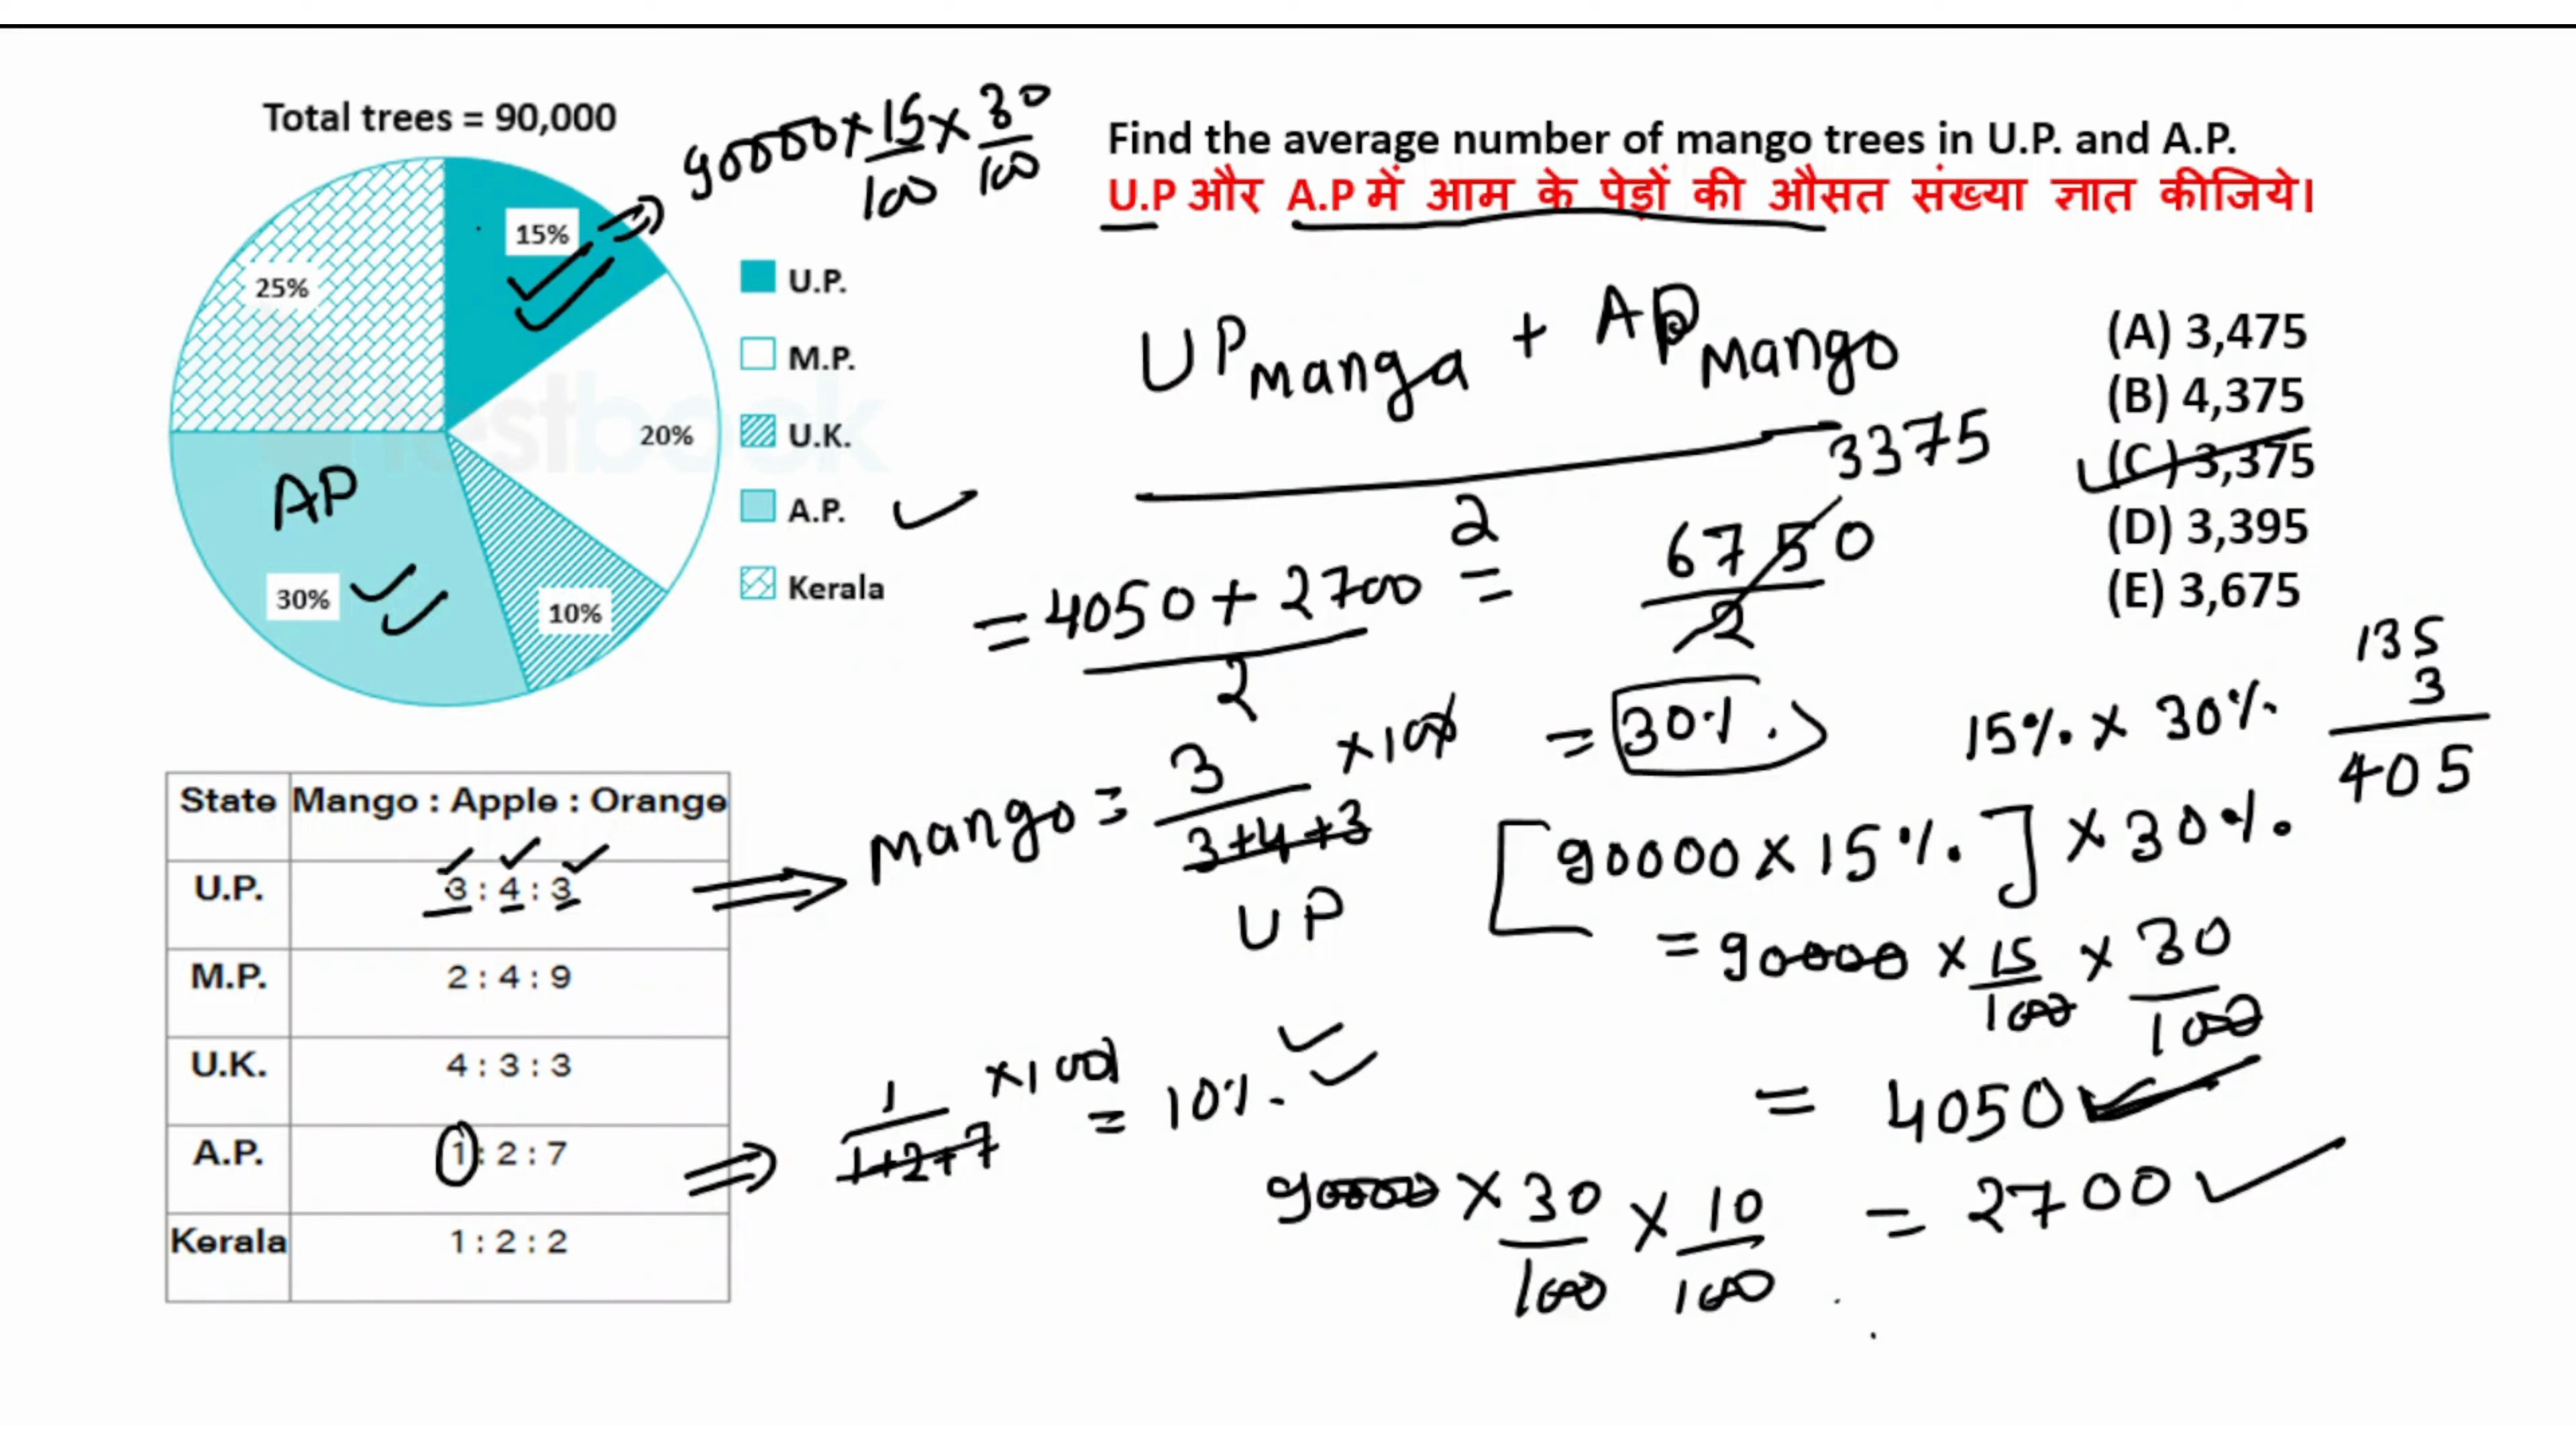 Total trees = 90,000
90000 × 15/100 × 30/100
15%
25%
20%
AP
30%
10%
U.P.
M.P.
U.K.
A.P.
Kerala
testbook
Find the average number of mango trees in U.P. and A.P.
U.P और A.P में आम के पेड़ों की औसत संख्या ज्ञात कीजिये।
UP manga + AP Mango
2
(A) 3,475
(B) 4,375
(C) 3,375
(D) 3,395
(E) 3,675
3375
= 4050 + 2700 / 2 = 6750 / 2
mango = 3 / 3+4+3 × 100 = 30%
UP
15% × 30%
135
3
405
[90000 × 15%] × 30%
= 90000 × 15/100 × 30/100
= 4050
1 / 1+2+7 × 100 = 10%
90000 × 30/100 × 10/100 = 2700
State Mango : Apple : Orange
U.P. 3 : 4 : 3
M.P. 2 : 4 : 9
U.K. 4 : 3 : 3
A.P. 1 : 2 : 7
Kerala 1 : 2 : 2